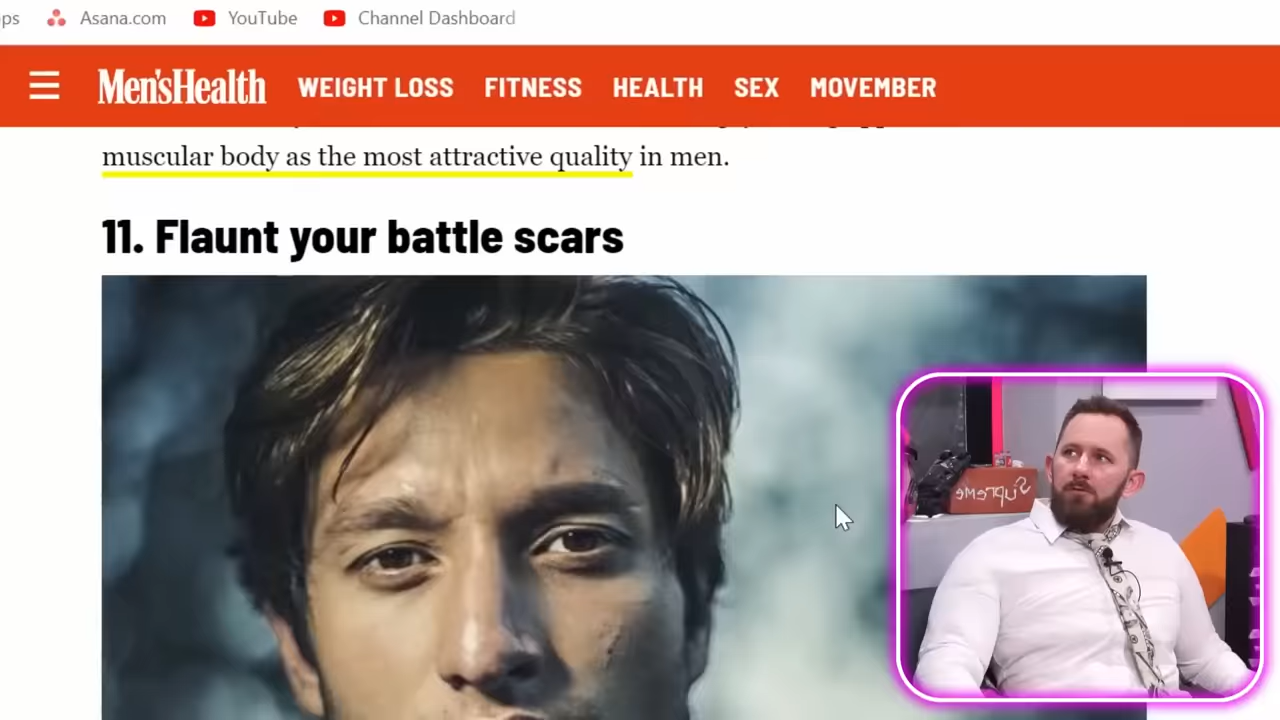 ps Asana.com YouTube Channel Dashboard
Men'sHealth WEIGHT LOSS FITNESS HEALTH SEX MOVEMBER
muscular body as the most attractive quality in men.
11. Flaunt your battle scars
Supreme